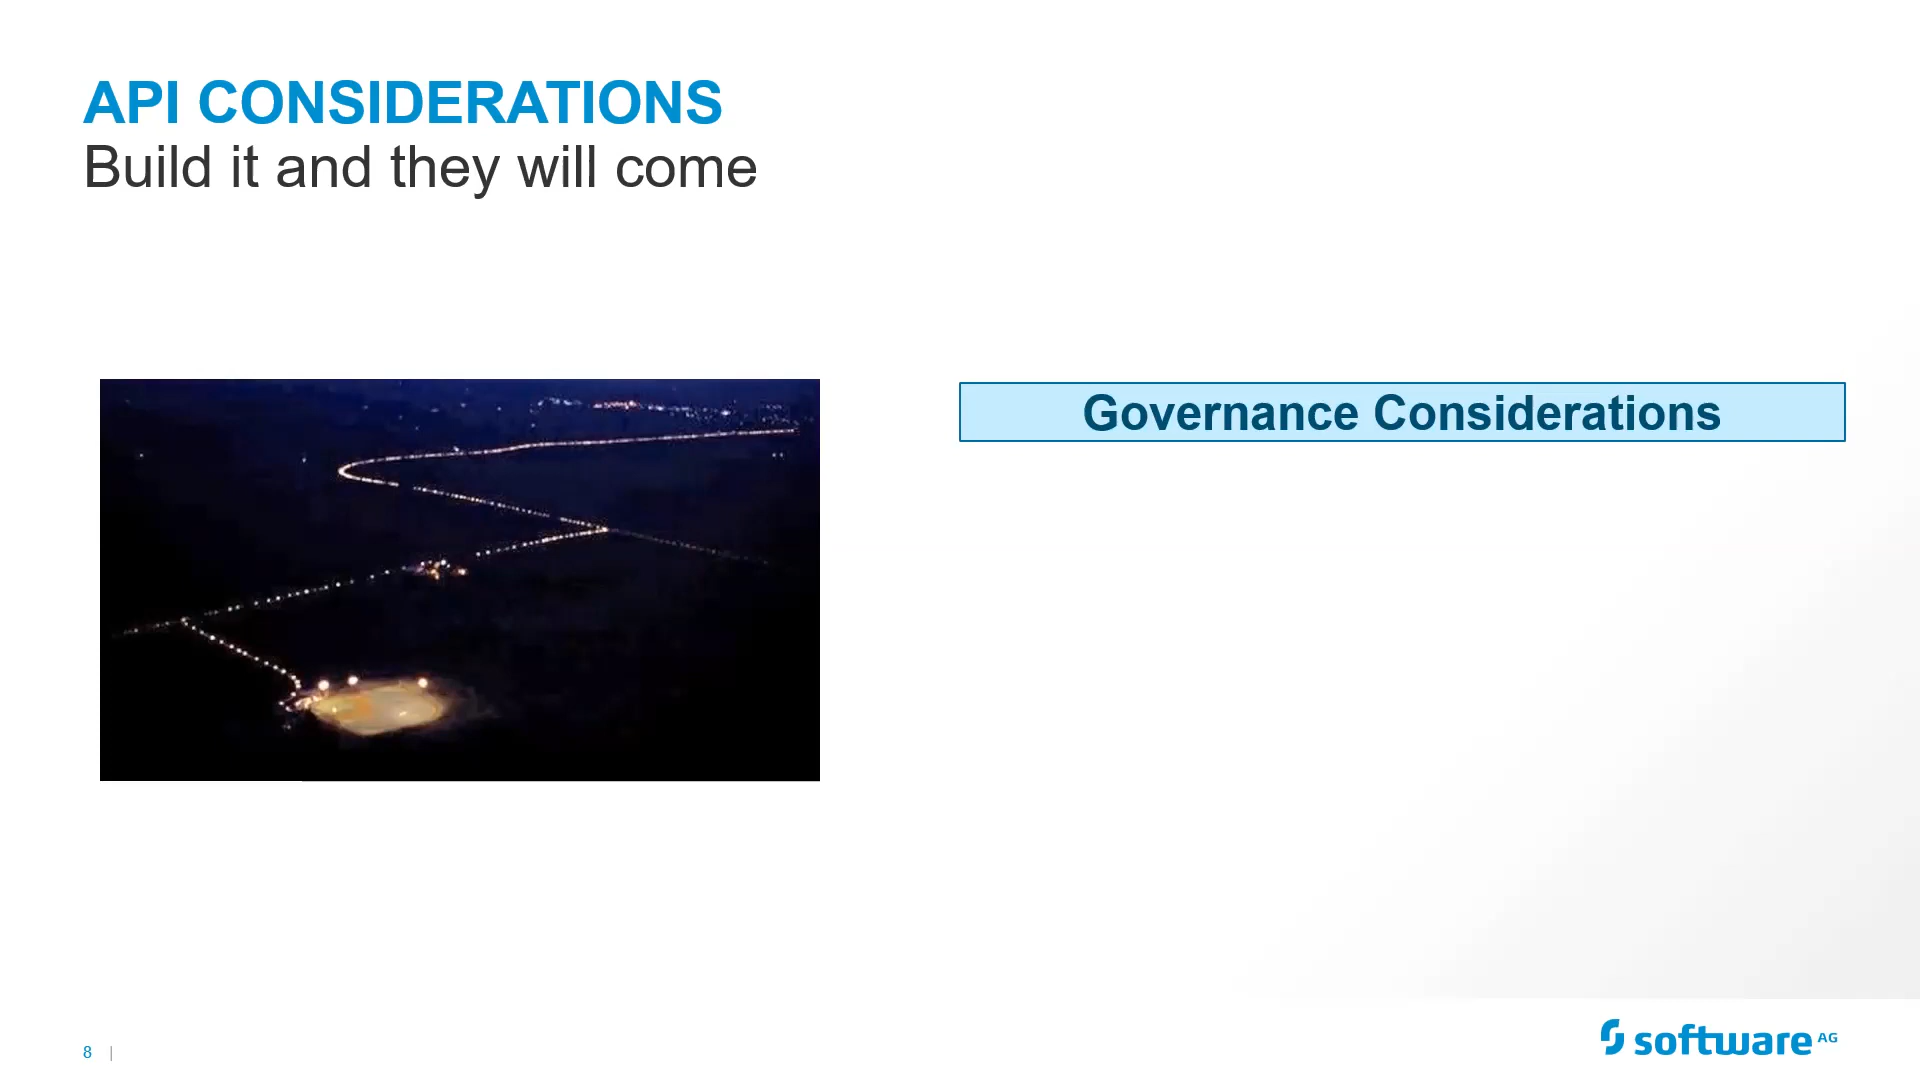 API CONSIDERATIONS
Build it and they will come
Governance Considerations
8 |
software AG